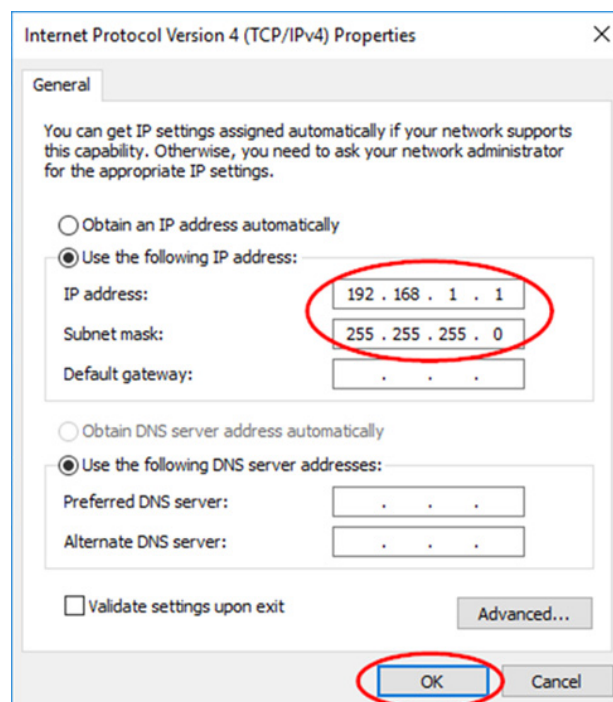 Internet Protocol Version 4 (TCP/IPv4) Properties
General
You can get IP settings assigned automatically if your network supports
this capability. Otherwise, you need to ask your network administrator
for the appropriate IP settings.
Obtain an IP address automatically
Use the following IP address:
IP address: 192 . 168 . 1 . 1
Subnet mask: 255 . 255 . 255 . 0
Default gateway: . . .
Obtain DNS server address automatically
Use the following DNS server addresses:
Preferred DNS server: . . .
Alternate DNS server: . . .
Validate settings upon exit
Advanced...
OK Cancel